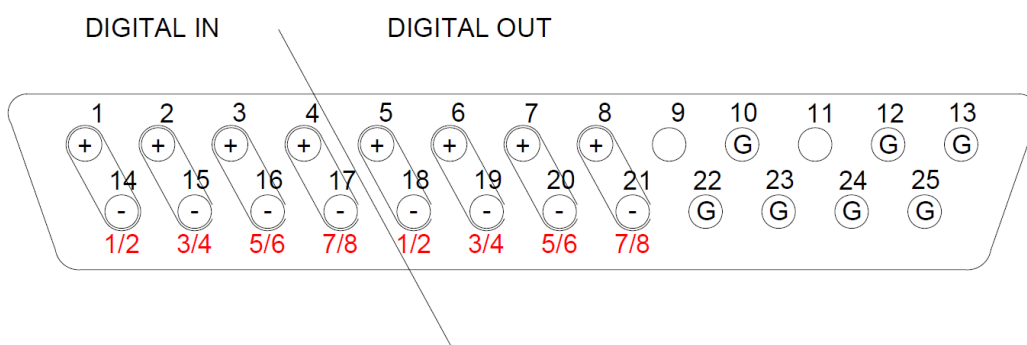 DIGITAL IN DIGITAL OUT
1 2 3 4 5 6 7 8 9 10 11 12 13
+ + + + + + + + G G G
14 15 16 17 18 19 20 21 22 23 24 25
- - - - - - - - G G G G
1/2 3/4 5/6 7/8 1/2 3/4 5/6 7/8